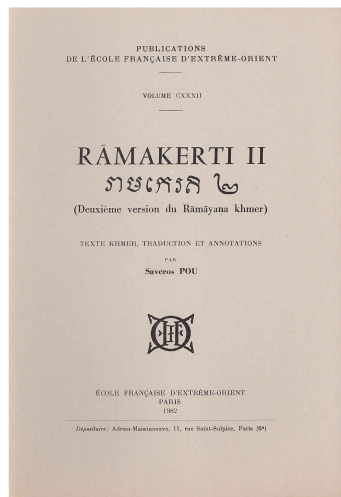 PUBLICATIONS
DE L'ÉCOLE FRANÇAISE D'EXTRÊME-ORIENT
VOLUME CXXXII
RĀMAKERTI II
រាមកេរតិ ២
(Deuxième version du Rāmāyaṇa khmer)
TEXTE KHMER, TRADUCTION ET ANNOTATIONS
PAR
Saveros POU
ÉCOLE FRANÇAISE D'EXTRÊME-ORIENT
PARIS
1982
Dépositaire: Adrien-Maisonneuve, 11, rue Saint-Sulpice, Paris (6e)